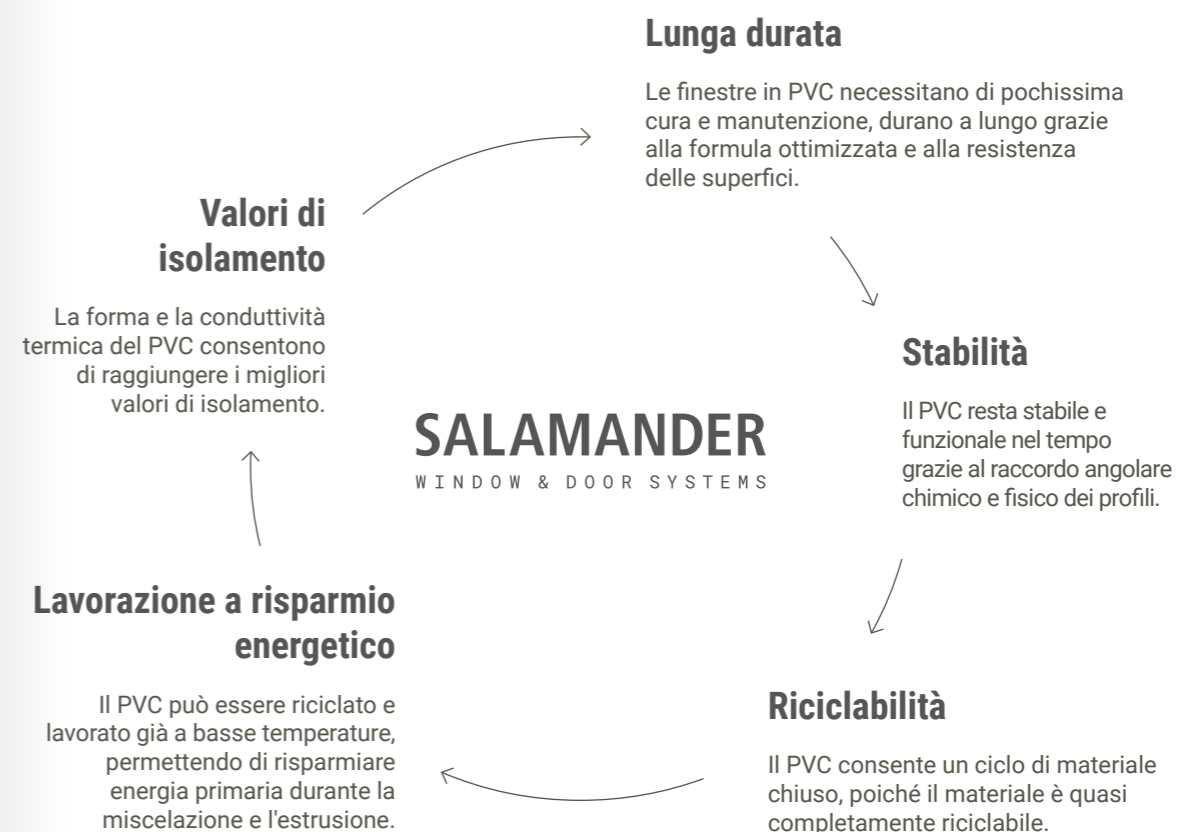 Lunga durata
Le finestre in PVC necessitano di pochissima
cura e manutenzione, durano a lungo grazie
alla formula ottimizzata e alla resistenza
delle superfici.
Valori di
isolamento
La forma e la conduttività
termica del PVC consentono
di raggiungere i migliori
valori di isolamento.
Stabilità
Il PVC resta stabile e
funzionale nel tempo
grazie al raccordo angolare
chimico e fisico dei profili.
SALAMANDER
WINDOW & DOOR SYSTEMS
Lavorazione a risparmio
energetico
Il PVC può essere riciclato e
lavorato già a basse temperature,
permettendo di risparmiare
energia primaria durante la
miscelazione e l'estrusione.
Riciclabilità
Il PVC consente un ciclo di materiale
chiuso, poiché il materiale è quasi
completamente riciclabile.